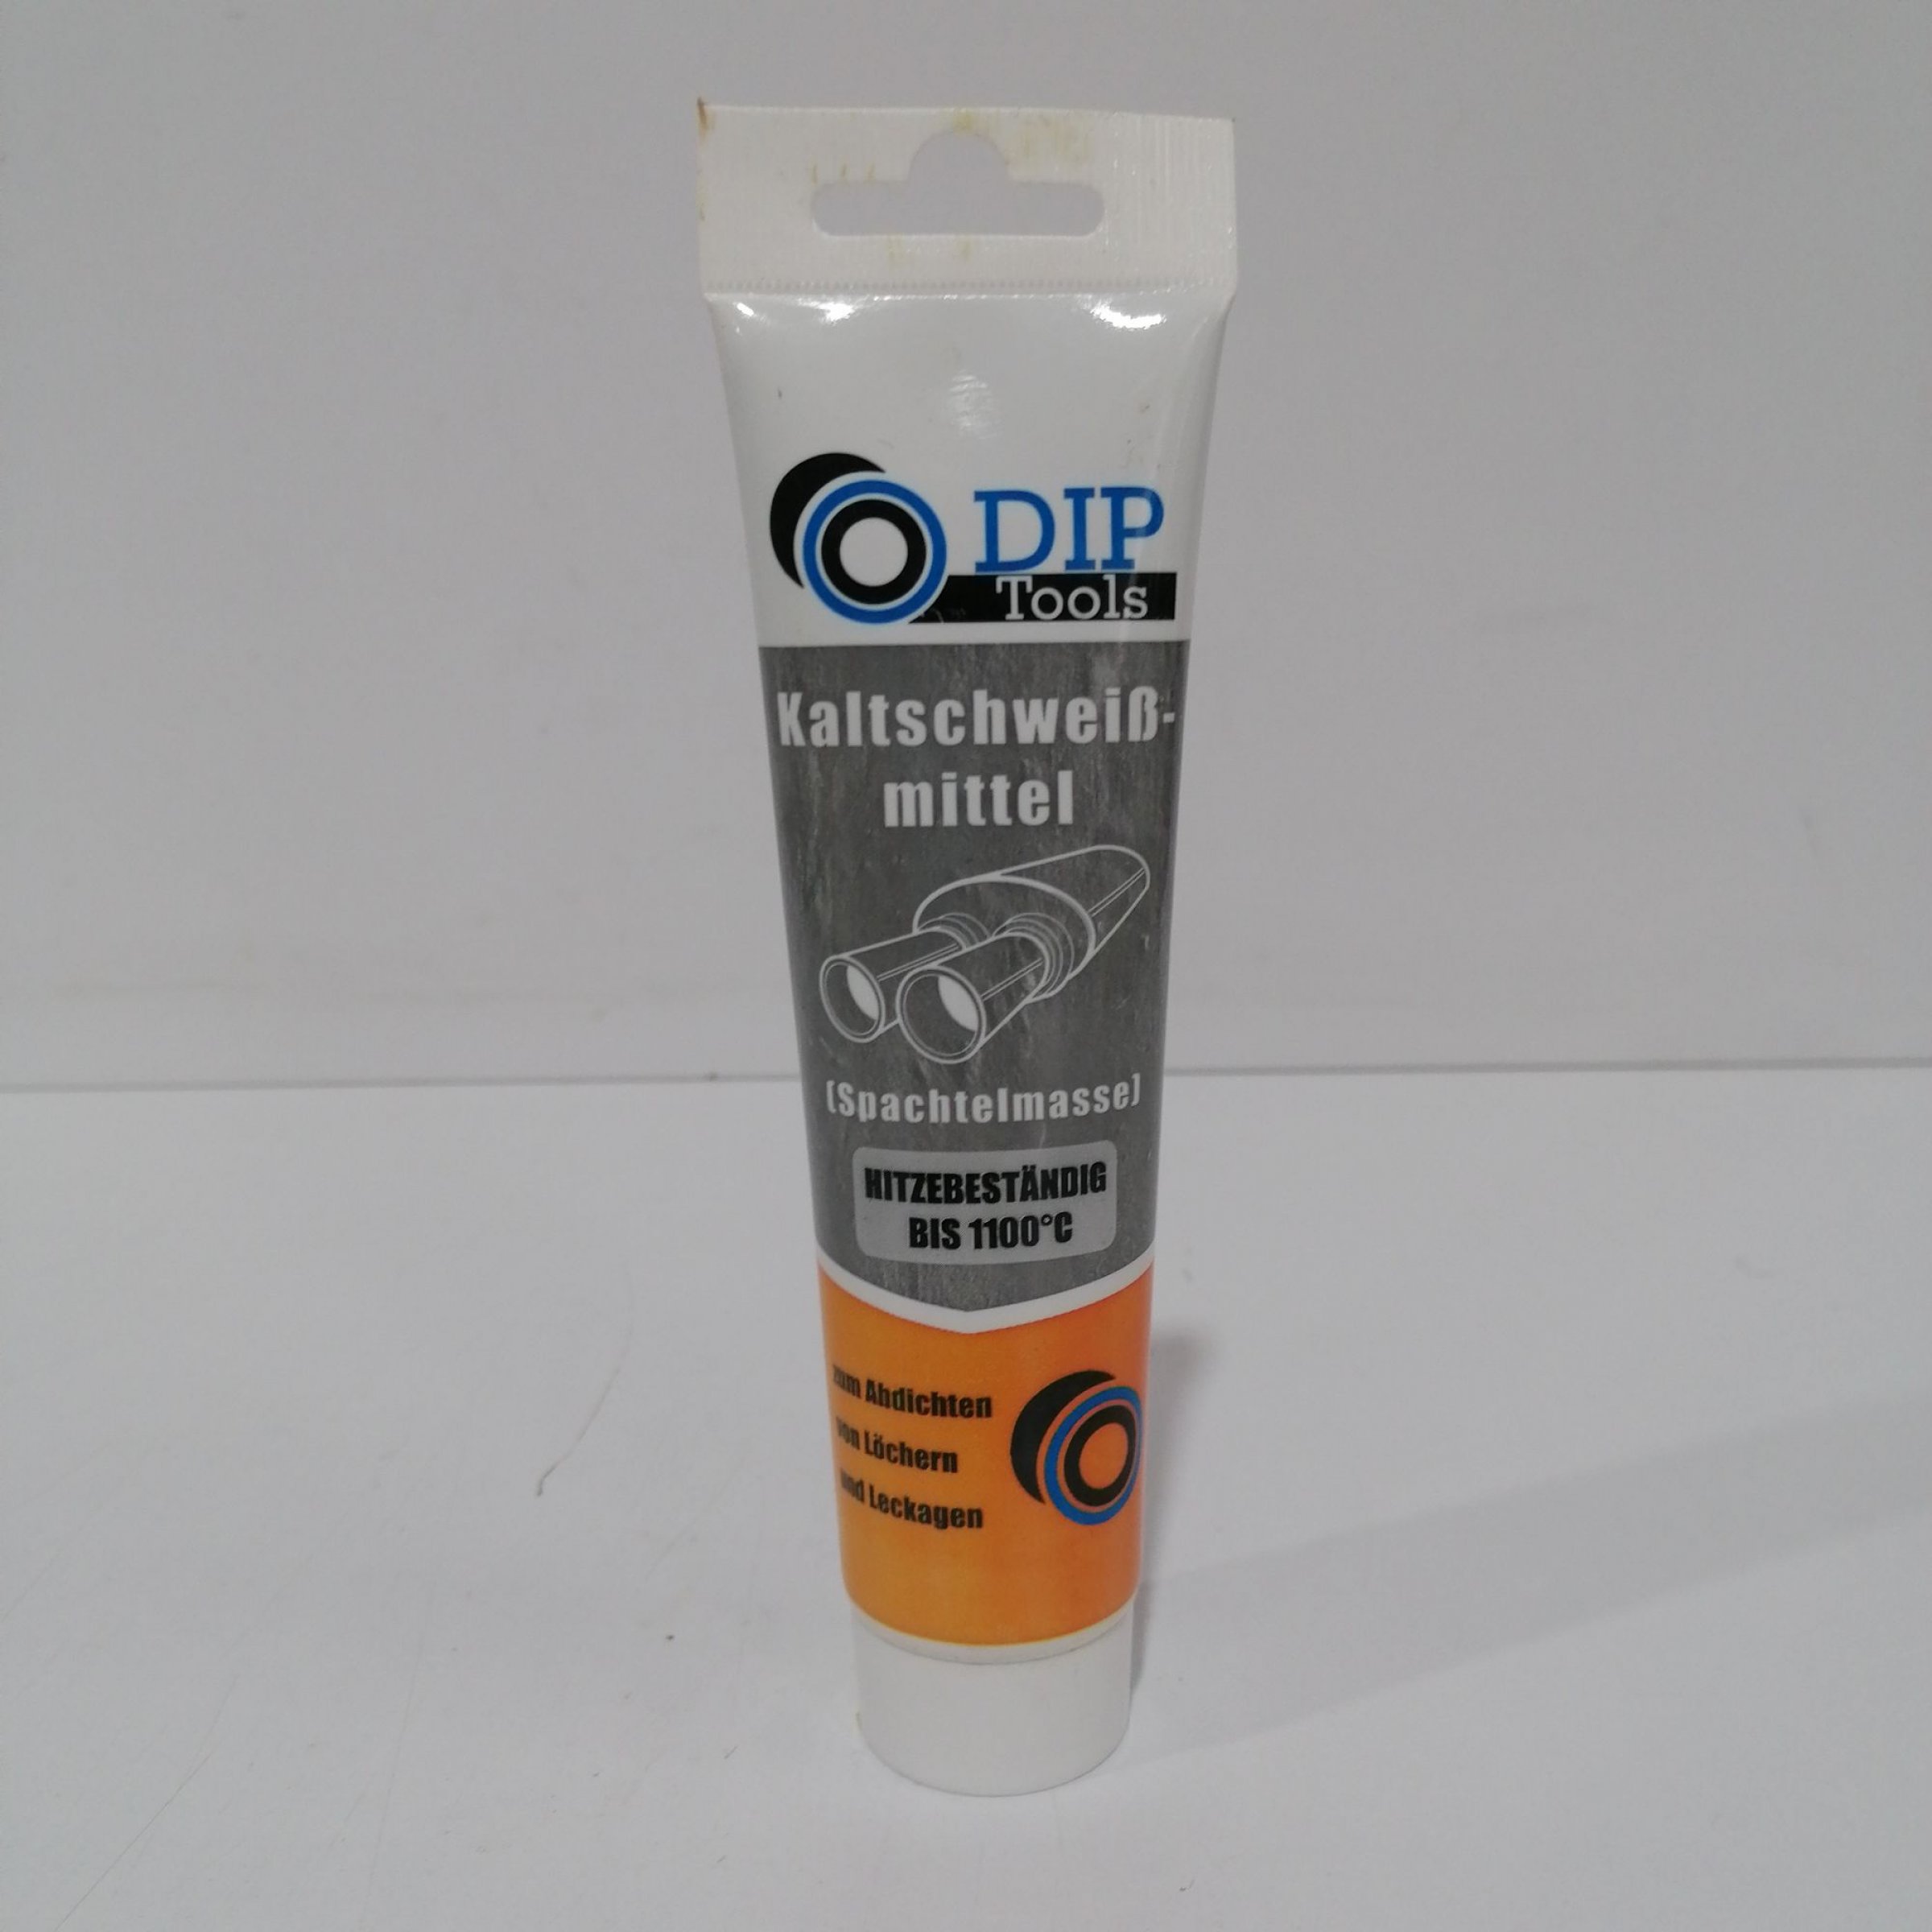 DIP
Tools
Kaltschweiß-
mittel
(Spachtelmasse)
HITZEBESTÄNDIG
BIS 1100°C
zum Abdichten
von Löchern
und Leckagen